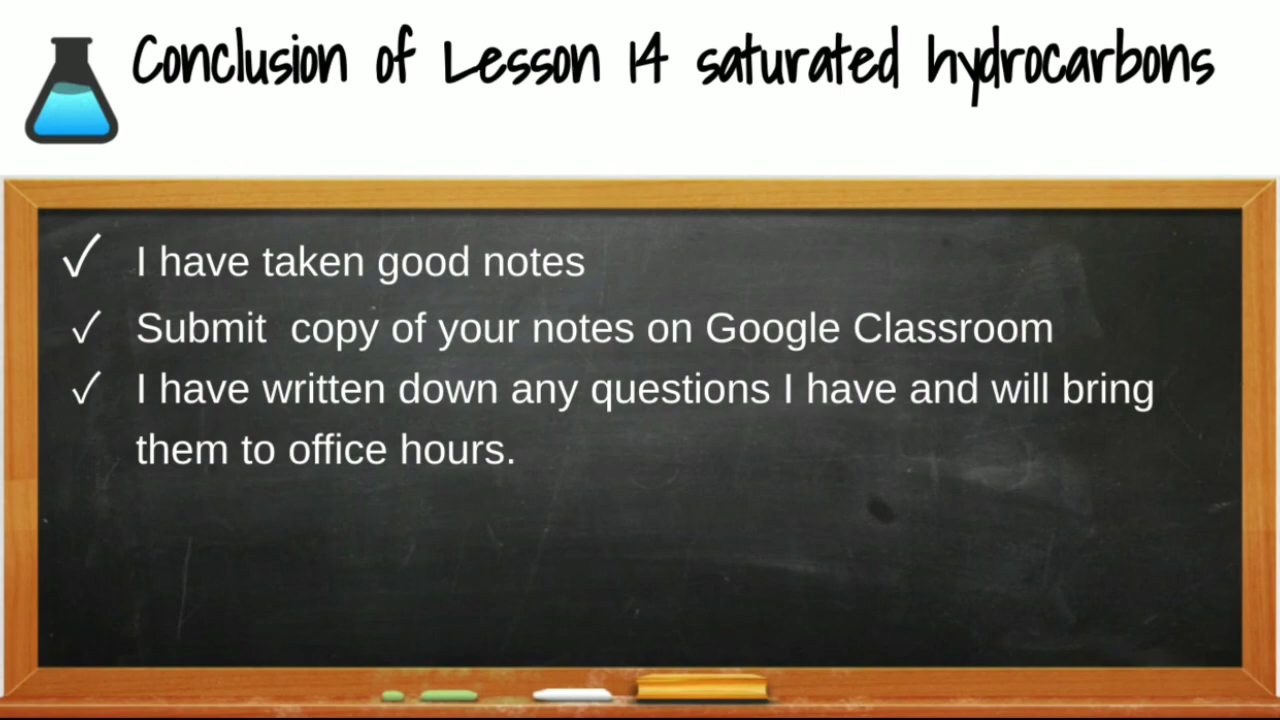 Conclusion of Lesson 14 saturated hydrocarbons
✓ I have taken good notes
✓ Submit  copy of your notes on Google Classroom
✓ I have written down any questions I have and will bring
them to office hours.